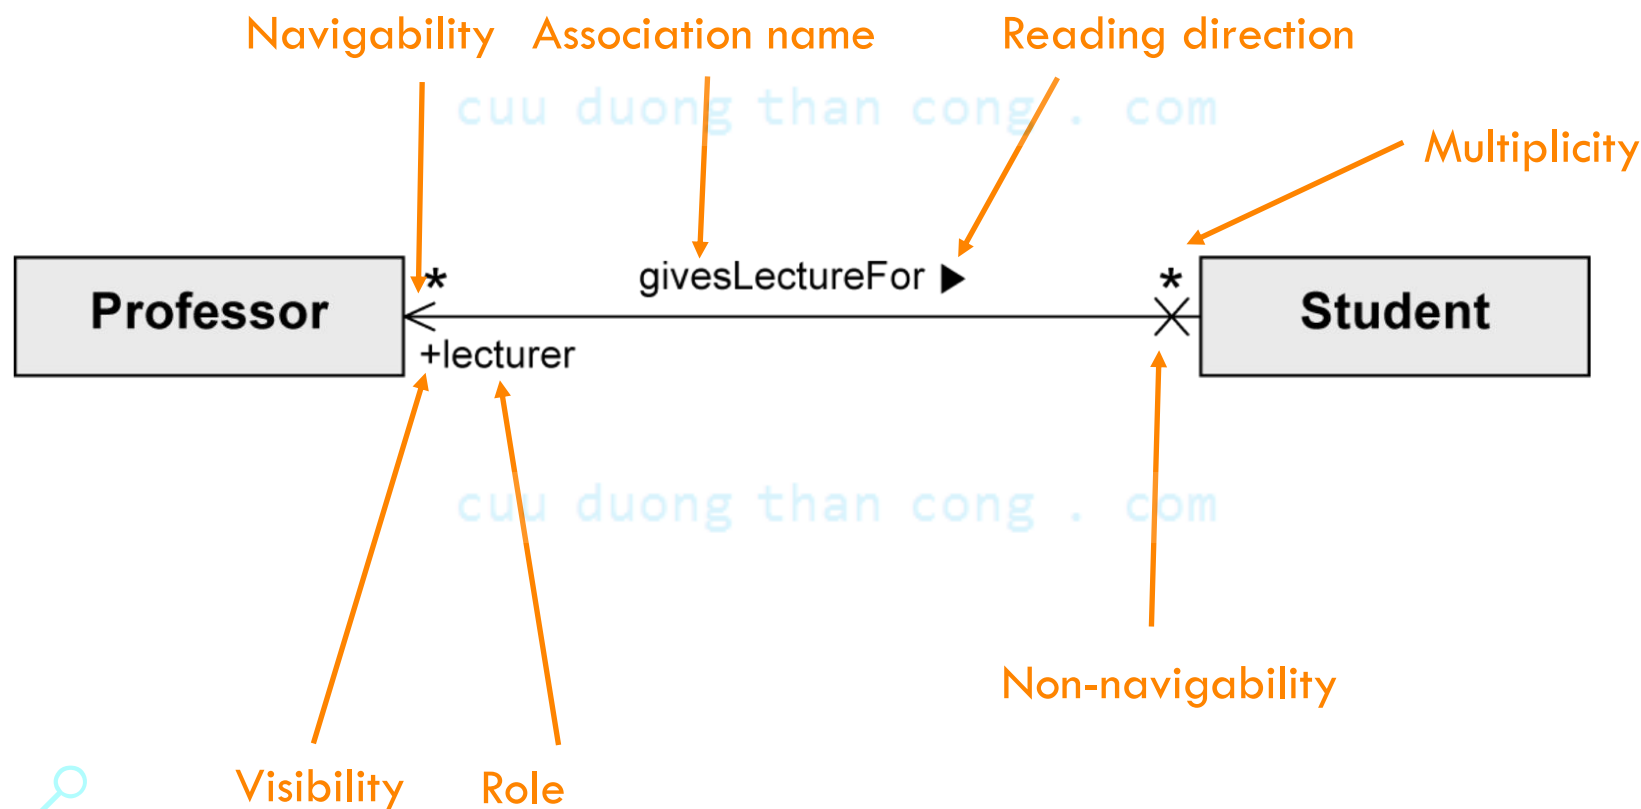 Navigability Association name Reading direction
cuu duong than cong . com
Multiplicity
* givesLectureFor ▶ *
Professor Student
+lecturer
cuu duong than cong . com
Non-navigability
Visibility Role